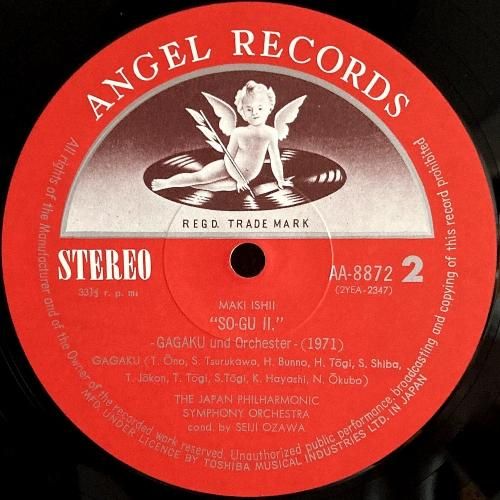 ANGEL RECORDS
REGD. TRADE MARK
STEREO
33⅓ r. p. m.
AA-8872 2
(2YEA-2347)
MAKI ISHII
"SO-GU II."
-GAGAKU und Orchester- (1971)
GAGAKU (T. Ōno, S. Tsurukawa, H. Bunno, H. Tōgi, S. Shiba,
T. Jōkon, T. Tōgi, S.Tōgi, K. Hayashi, N. Ōkubo)
THE JAPAN PHILHARMONIC
SYMPHONY ORCHESTRA
cond. by SEIJI OZAWA
All rights of the Manufacturer and of the Owner of the recorded work reserved. Unauthorized public performance, broadcasting and copying of this record prohibited
MFD. UNDER LICENCE BY TOSHIBA MUSICAL INDUSTRIES LTD. IN JAPAN